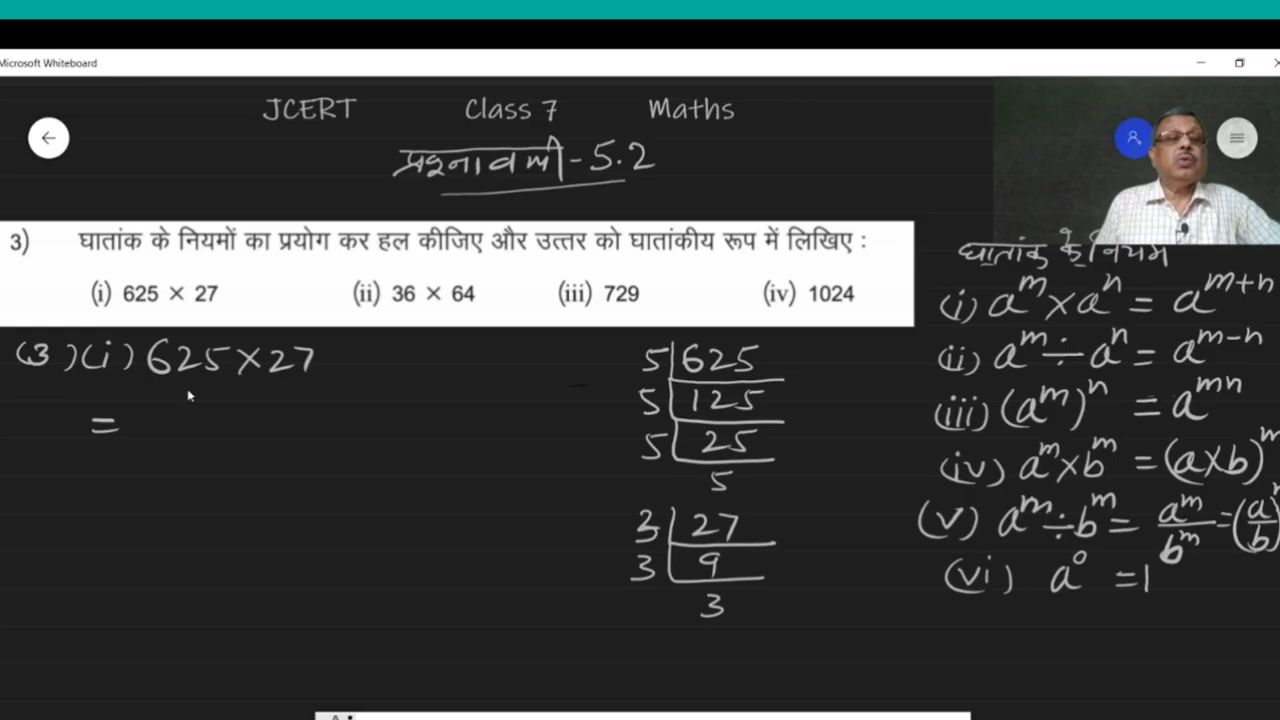 Microsoft Whiteboard
JCERT Class 7 Maths
प्रश्नावली - 5.2
3) घातांक के नियमों का प्रयोग कर हल कीजिए और उत्तर को घातांकीय रूप में लिखिए :
(i) 625 × 27 (ii) 36 × 64 (iii) 729 (iv) 1024
(3)(i) 625×27
=
5 625
5 125
5 25
5
3 27
3 9
3
घातांक के नियम
(i) a^m × a^n = a^{m+n}
(ii) a^m ÷ a^n = a^{m-n}
(iii) (a^m)^n = a^{mn}
(iv) a^m × b^m = (a×b)^m
(v) a^m ÷ b^m = a^m/b^m = (a/b)
(vi) a^0 = 1